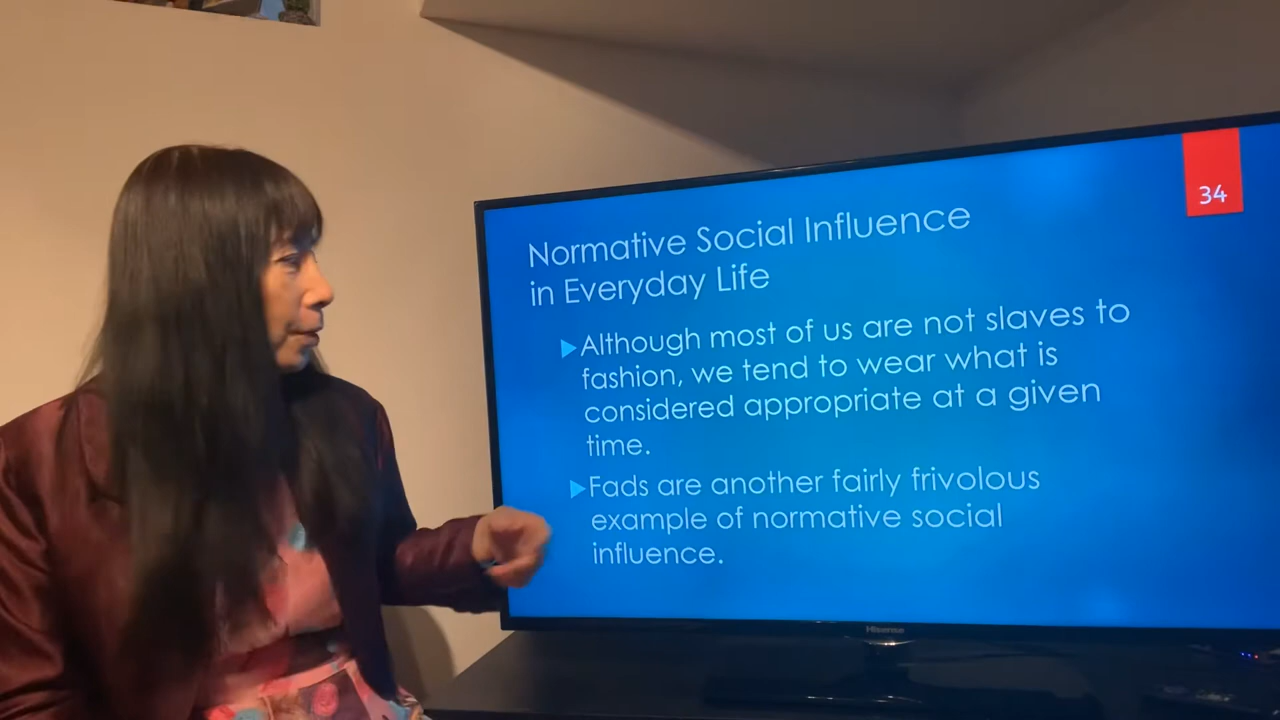 34
Normative Social Influence
in Everyday Life
Although most of us are not slaves to
fashion, we tend to wear what is
considered appropriate at a given
time.
Fads are another fairly frivolous
example of normative social
influence.
Hisense